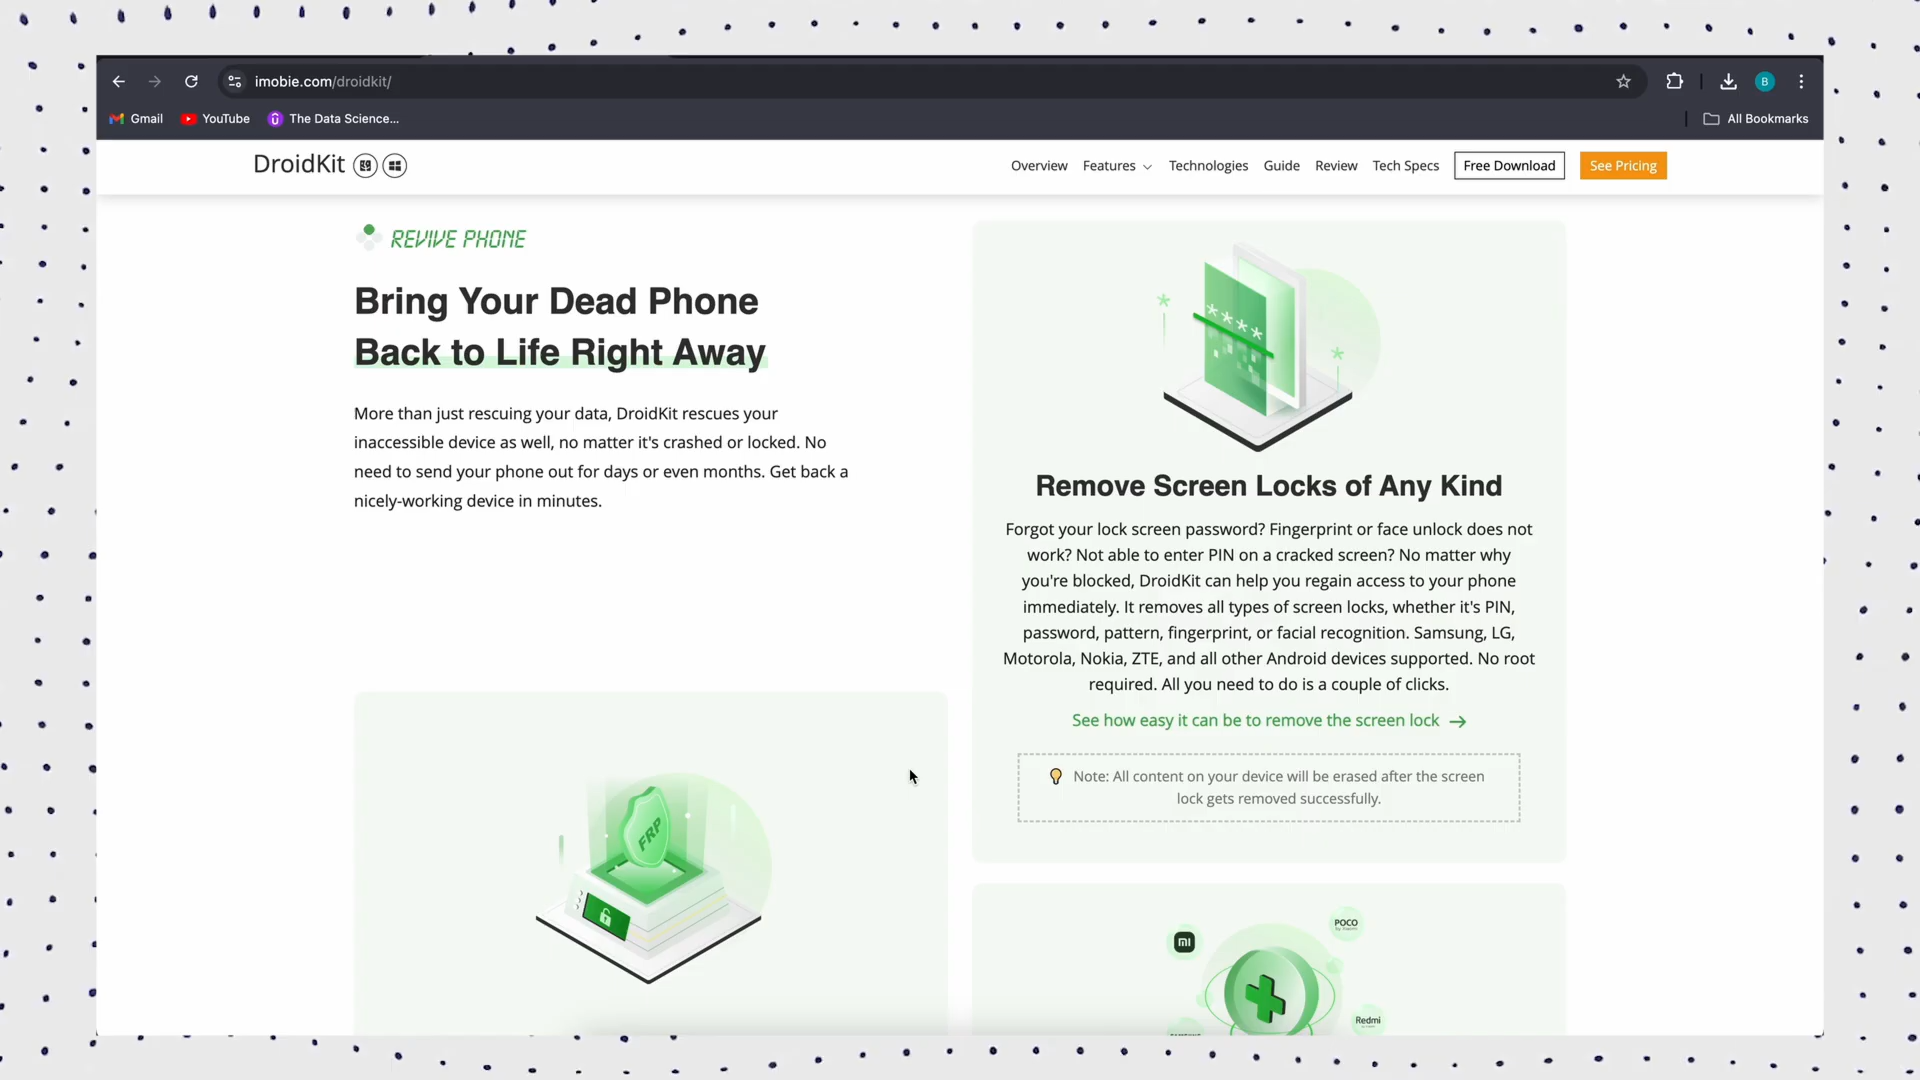 imobie.com/droidkit/
B
Gmail
YouTube
The Data Science...
All Bookmarks
DroidKit
Overview
Features
Technologies
Guide
Review
Tech Specs
Free Download
See Pricing
REVIVE PHONE
Bring Your Dead Phone
Back to Life Right Away
More than just rescuing your data, DroidKit rescues your
inaccessible device as well, no matter it's crashed or locked. No
need to send your phone out for days or even months. Get back a
nicely-working device in minutes.
****
Remove Screen Locks of Any Kind
Forgot your lock screen password? Fingerprint or face unlock does not
work? Not able to enter PIN on a cracked screen? No matter why
you're blocked, DroidKit can help you regain access to your phone
immediately. It removes all types of screen locks, whether it's PIN,
password, pattern, fingerprint, or facial recognition. Samsung, LG,
Motorola, Nokia, ZTE, and all other Android devices supported. No root
required. All you need to do is a couple of clicks.
See how easy it can be to remove the screen lock →
Note: All content on your device will be erased after the screen
lock gets removed successfully.
FRP
mi
POCO
Redmi